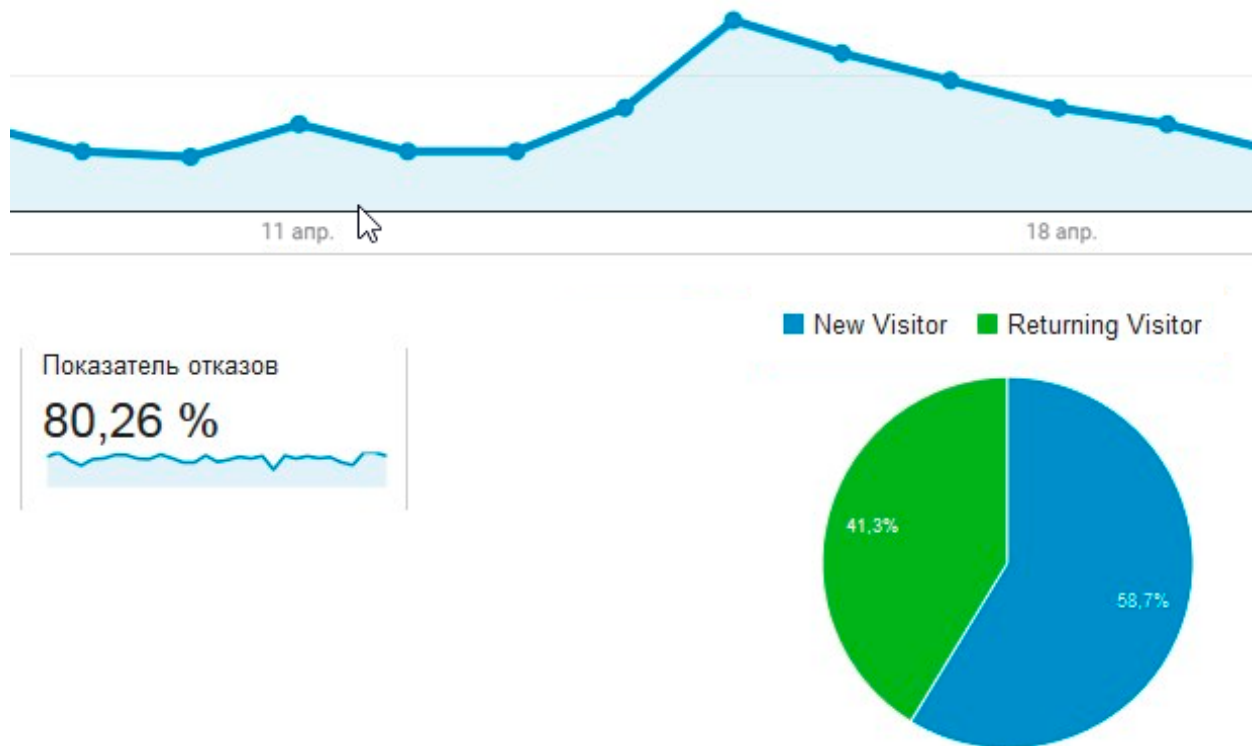 11 апр.
18 апр.
New Visitor
Returning Visitor
Показатель отказов
80,26 %
41,3%
58,7%